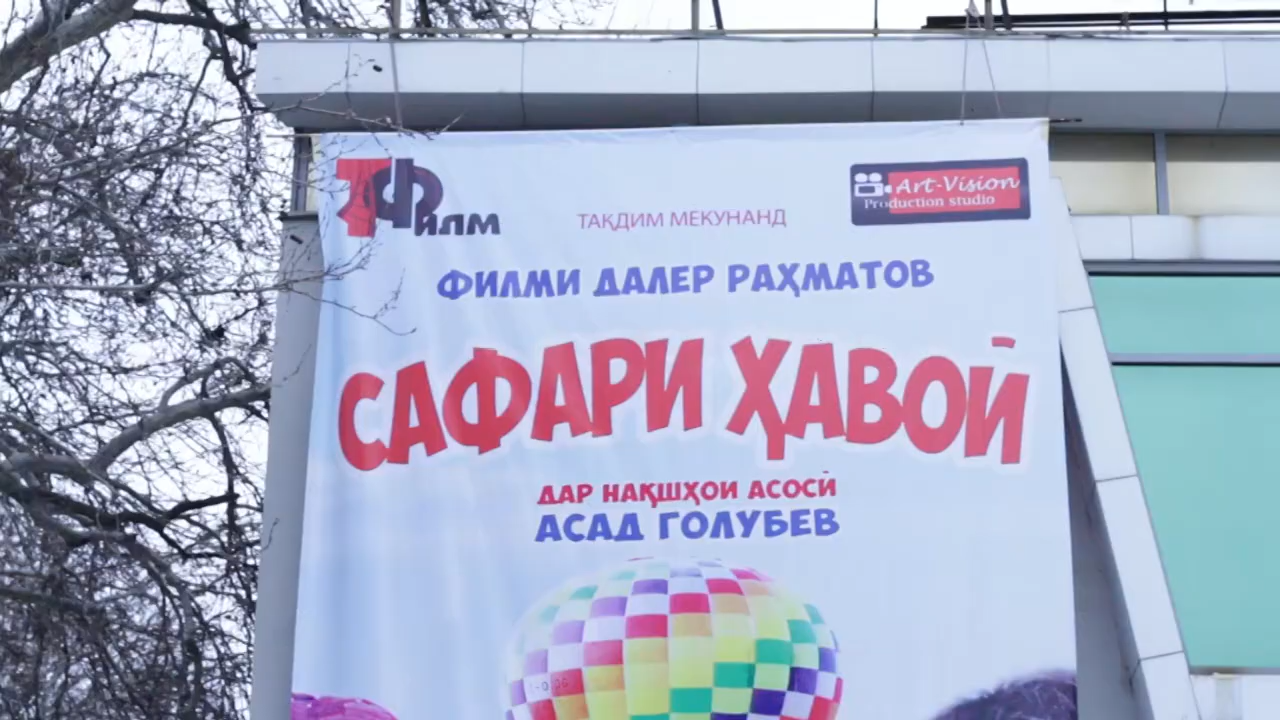 ТФИЛМ
ТАҚДИМ МЕКУНАНД
Art-Vision
Production studio
ФИЛМИ ДАЛЕР РАҲМАТОВ
САФАРИ ҲАВОӢ
ДАР НАҚШҲОИ АСОСӢ
АСАД ГОЛУБЕВ